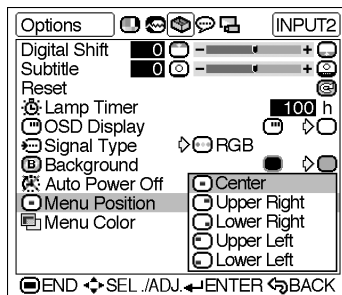 Options INPUT2
Digital Shift 0 - +
Subtitle 0 - +
Reset
Lamp Timer 100 h
OSD Display
Signal Type RGB
B Background
Auto Power Off
Menu Position
Menu Color
Center
Upper Right
Lower Right
Upper Left
Lower Left
END SEL./ADJ. ENTER BACK